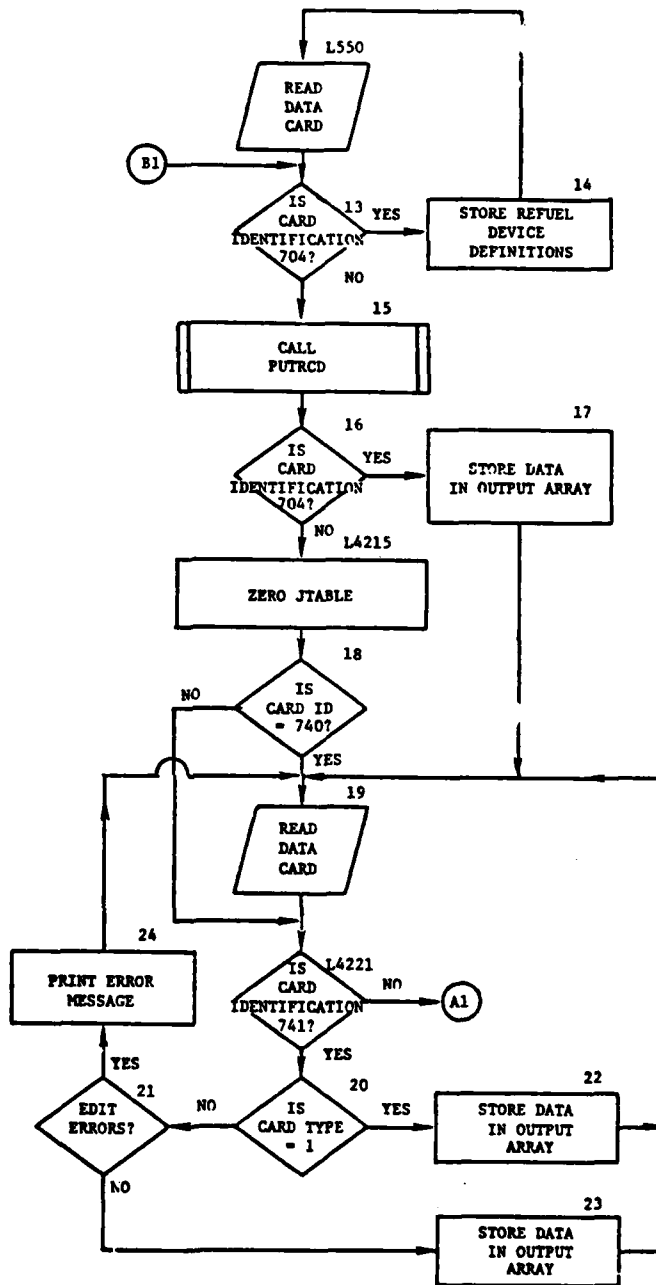 L550
READ
DATA
CARD
B1
IS
CARD
IDENTIFICATION
704?
13
YES
14
STORE REFUEL
DEVICE
DEFINITIONS
NO
15
CALL
PUTRCD
16
IS
CARD
IDENTIFICATION
704?
YES
17
STORE DATA
IN OUTPUT ARRAY
NO
L4215
ZERO JTABLE
18
NO
IS
CARD ID
= 740?
YES
19
READ
DATA
CARD
24
PRINT ERROR
MESSAGE
L4221
IS
CARD
IDENTIFICATION
741?
NO
A1
YES
YES
21
EDIT
ERRORS?
NO
20
IS
CARD TYPE
= 1
YES
22
STORE DATA
IN OUTPUT
ARRAY
NO
23
STORE DATA
IN OUTPUT
ARRAY